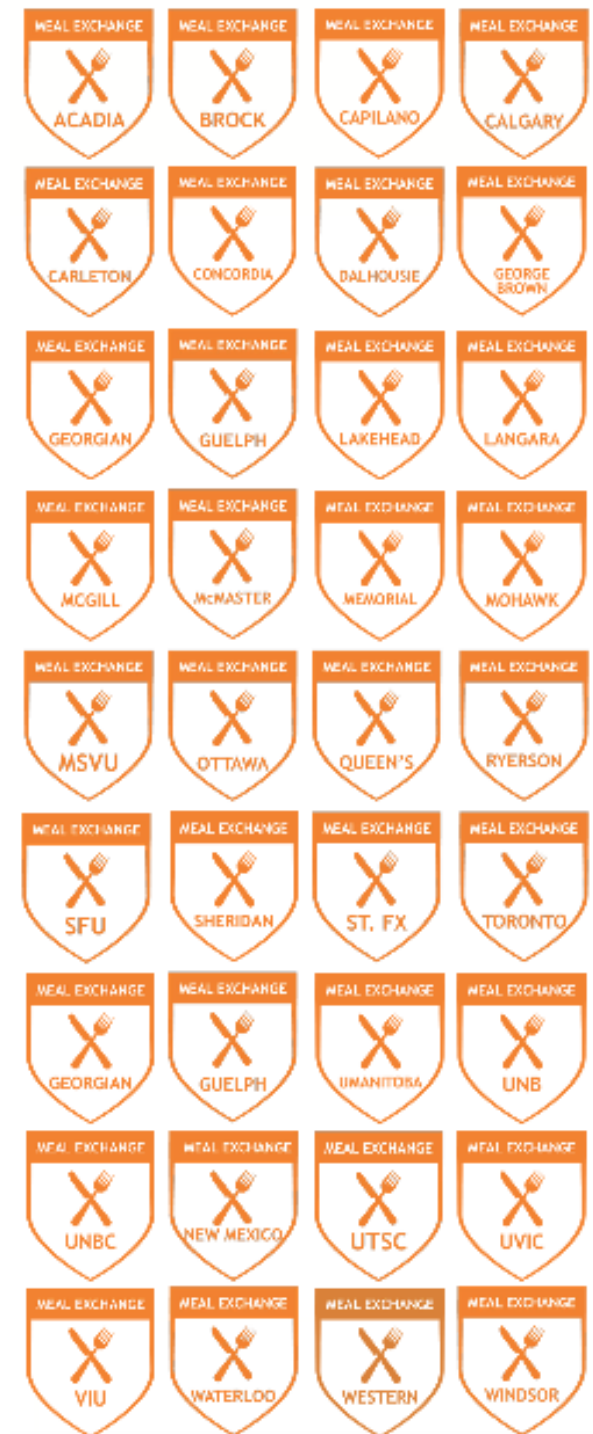 MEAL EXCHANGE MEAL EXCHANGE MEAL EXCHANGE MEAL EXCHANGE
ACADIA BROCK CAPILANO CALGARY
MEAL EXCHANGE MEAL EXCHANGE MEAL EXCHANGE MEAL EXCHANGE
CARLETON CONCORDIA DALHOUSIE GEORGE
BROWN
MEAL EXCHANGE MEAL EXCHANGE MEAL EXCHANGE MEAL EXCHANGE
GEORGIAN GUELPH LAKEHEAD LANGARA
MEAL EXCHANGE MEAL EXCHANGE MEAL EXCHANGE MEAL EXCHANGE
MCGILL McMASTER MEMORIAL MOHAWK
MEAL EXCHANGE MEAL EXCHANGE MEAL EXCHANGE MEAL EXCHANGE
MSVU OTTAWA QUEEN'S RYERSON
MEAL EXCHANGE MEAL EXCHANGE MEAL EXCHANGE MEAL EXCHANGE
SFU SHERIDAN ST. FX TORONTO
MEAL EXCHANGE MEAL EXCHANGE MEAL EXCHANGE MEAL EXCHANGE
GEORGIAN GUELPH UMANITOBA UNB
MEAL EXCHANGE MEAL EXCHANGE MEAL EXCHANGE MEAL EXCHANGE
UNBC NEW MEXICO UTSC UVIC
MEAL EXCHANGE MEAL EXCHANGE MEAL EXCHANGE MEAL EXCHANGE
VIU WATERLOO WESTERN WINDSOR